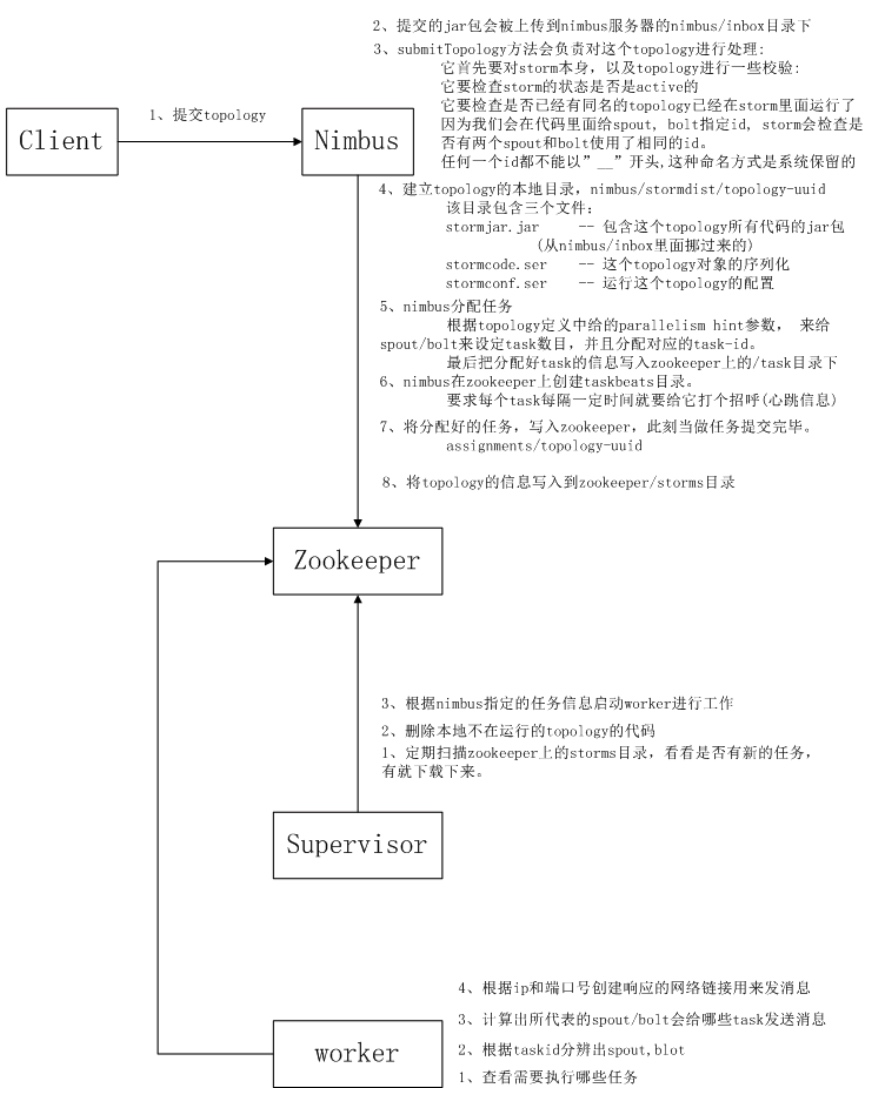 2、提交的jar包会被上传到nimbus服务器的nimbus/inbox目录下
3、submitTopology方法会负责对这个topology进行处理:
它首先要对storm本身，以及topology进行一些校验:
它要检查storm的状态是否是active的
它要检查是否已经有同名的topology已经在storm里面运行了
因为我们会在代码里面给spout, bolt指定id, storm会检查是
否有两个spout和bolt使用了相同的id。
任何一个id都不能以”__”开头,这种命名方式是系统保留的
1、提交topology
Client
Nimbus
4、建立topology的本地目录, nimbus/stormdist/topology-uuid
该目录包含三个文件：
stormjar.jar -- 包含这个topology所有代码的jar包
(从nimbus/inbox里面挪过来的)
stormcode.ser -- 这个topology对象的序列化
stormconf.ser -- 运行这个topology的配置
5、nimbus分配任务
根据topology定义中给的parallelism hint参数， 来给
spout/bolt来设定task数目，并且分配对应的task-id。
最后把分配好task的信息写入zookeeper上的/task目录下
6、nimbus在zookeeper上创建taskbeats目录。
要求每个task每隔一定时间就要给它打个招呼(心跳信息)
7、将分配好的任务，写入zookeeper，此刻当做任务提交完毕。
assignments/topology-uuid
8、将topology的信息写入到zookeeper/storms目录
Zookeeper
3、根据nimbus指定的任务信息启动worker进行工作
2、删除本地不在运行的topology的代码
1、定期扫描zookeeper上的storms目录，看看是否有新的任务，
有就下载下来。
Supervisor
4、根据ip和端口号创建响应的网络链接用来发消息
3、计算出所代表的spout/bolt会给哪些task发送消息
2、根据taskid分辨出spout,blot
1、查看需要执行哪些任务
worker